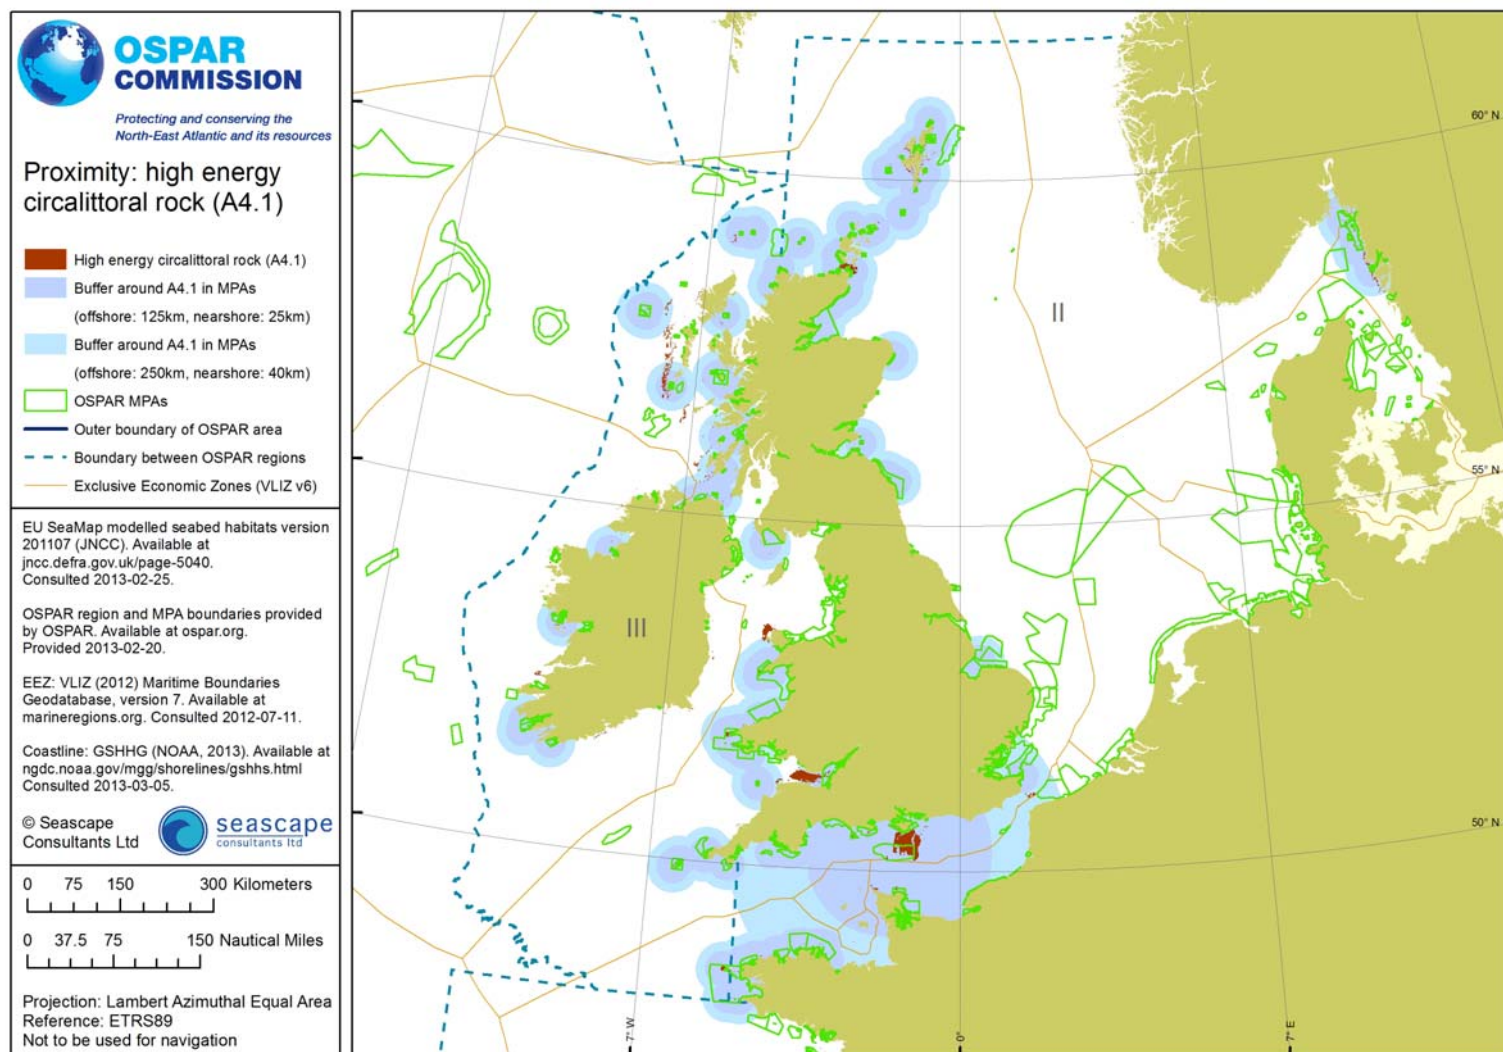 OSPAR
COMMISSION
Protecting and conserving the
North-East Atlantic and its resources
Proximity: high energy
circalittoral rock (A4.1)
High energy circalittoral rock (A4.1)
Buffer around A4.1 in MPAs
(offshore: 125km, nearshore: 25km)
Buffer around A4.1 in MPAs
(offshore: 250km, nearshore: 40km)
OSPAR MPAs
Outer boundary of OSPAR area
Boundary between OSPAR regions
Exclusive Economic Zones (VLIZ v6)
EU SeaMap modelled seabed habitats version
201107 (JNCC). Available at
jncc.defra.gov.uk/page-5040.
Consulted 2013-02-25.
OSPAR region and MPA boundaries provided
by OSPAR. Available at ospar.org.
Provided 2013-02-20.
EEZ: VLIZ (2012) Maritime Boundaries
Geodatabase, version 7. Available at
marineregions.org. Consulted 2012-07-11.
Coastline: GSHHG (NOAA, 2013). Available at
ngdc.noaa.gov/mgg/shorelines/gshhs.html
Consulted 2013-03-05.
© Seascape
Consultants Ltd
seascape
consultants ltd
0 75 150 300 Kilometers
0 37.5 75 150 Nautical Miles
Projection: Lambert Azimuthal Equal Area
Reference: ETRS89
Not to be used for navigation
60° N
II
55° N
III
50° N
7° W
0°
7° E